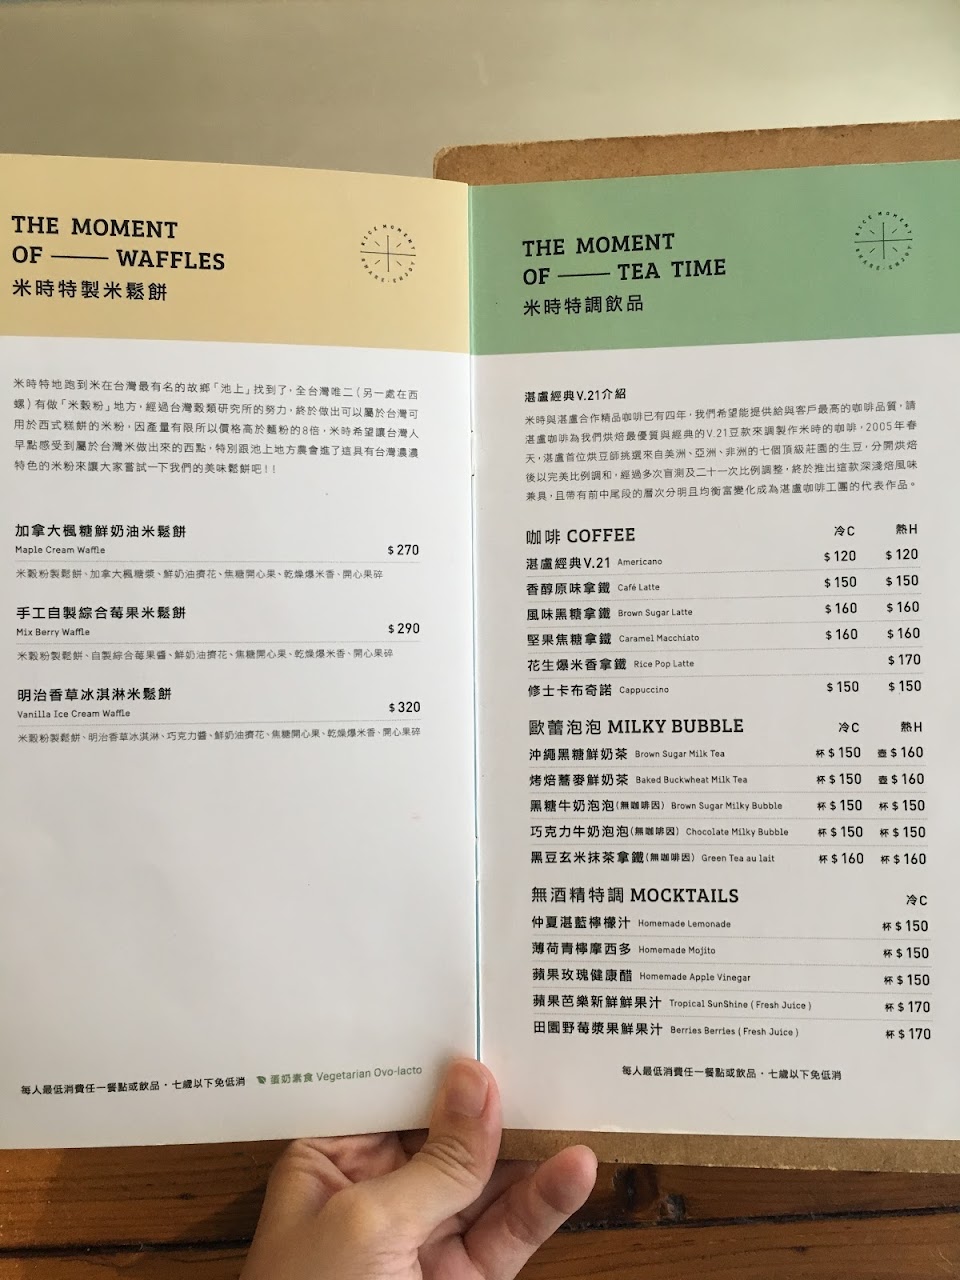 THE MOMENT
OF —— WAFFLES
米時特製米鬆餅
RICE MOMENT
SHARE·ENJOY
米時特地跑到米在台灣最有名的故鄉「池上」找到了，全台灣唯二（另一處在西
螺）有做「米穀粉」地方，經過台灣穀類研究所的努力，終於做出可以屬於台灣可
用於西式糕餅的米粉，因產量有限所以價格高於麵粉的8倍，米時希望讓台灣人
早點感受到屬於台灣米做出來的西點，特別跟池上地方農會進了這具有台灣濃濃
特色的米粉來讓大家嘗試一下我們的美味鬆餅吧！！
加拿大楓糖鮮奶油米鬆餅
Maple Cream Waffle $ 270
米穀粉製鬆餅、加拿大楓糖漿、鮮奶油擠花、焦糖開心果、乾燥爆米香、開心果碎
手工自製綜合莓果米鬆餅
Mix Berry Waffle $ 290
米穀粉製鬆餅、自製綜合莓果醬、鮮奶油擠花、焦糖開心果、乾燥爆米香、開心果碎
明治香草冰淇淋米鬆餅
Vanilla Ice Cream Waffle $ 320
米穀粉製鬆餅、明治香草冰淇淋、巧克力醬、鮮奶油擠花、焦糖開心果、乾燥爆米香、開心果碎
每人最低消費任一餐點或飲品・七歲以下免低消 蛋奶素食 Vegetarian Ovo-lacto
THE MOMENT
OF —— TEA TIME
米時特調飲品
RICE MOMENT
SHARE·ENJOY
湛盧經典V.21介紹
米時與湛盧合作精品咖啡已有四年，我們希望能提供給與客戶最高的咖啡品質，請
湛盧咖啡為我們烘焙最優質與經典的V.21豆款來調製作米時的咖啡，2005年春
天，湛盧首位烘豆師挑選來自美洲、亞洲、非洲的七個頂級莊園的生豆，分開烘焙
後以完美比例調和，經過多次盲測及二十一次比例調整，終於推出這款深淺焙風味
兼具，且帶有前中尾段的層次分明且均衡富變化成為湛盧咖啡工團的代表作品。
咖啡 COFFEE 冷C 熱H
湛盧經典V.21 Americano $ 120 $ 120
香醇原味拿鐵 Café Latte $ 150 $ 150
風味黑糖拿鐵 Brown Sugar Latte $ 160 $ 160
堅果焦糖拿鐵 Caramel Macchiato $ 160 $ 160
花生爆米香拿鐵 Rice Pop Latte $ 170
修士卡布奇諾 Cappuccino $ 150 $ 150
歐蕾泡泡 MILKY BUBBLE 冷C 熱H
沖繩黑糖鮮奶茶 Brown Sugar Milk Tea 杯 $ 150 壺 $ 160
烤焙蕎麥鮮奶茶 Baked Buckwheat Milk Tea 杯 $ 150 壺 $ 160
黑糖牛奶泡泡(無咖啡因) Brown Sugar Milky Bubble 杯 $ 150 杯 $ 150
巧克力牛奶泡泡(無咖啡因) Chocolate Milky Bubble 杯 $ 150 杯 $ 150
黑豆玄米抹茶拿鐵(無咖啡因) Green Tea au lait 杯 $ 160 杯 $ 160
無酒精特調 MOCKTAILS 冷C
仲夏湛藍檸檬汁 Homemade Lemonade 杯 $ 150
薄荷青檸摩西多 Homemade Mojito 杯 $ 150
蘋果玫瑰健康醋 Homemade Apple Vinegar 杯 $ 150
蘋果芭樂新鮮鮮果汁 Tropical SunShine ( Fresh Juice ) 杯 $ 170
田園野莓漿果鮮果汁 Berries Berries ( Fresh Juice ) 杯 $ 170
每人最低消費任一餐點或飲品・七歲以下免低消